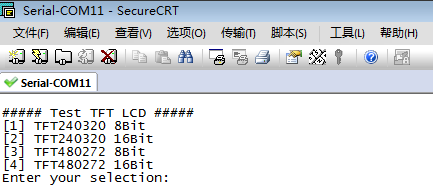 Serial-COM11 - SecureCRT
文件(F) 编辑(E) 查看(V) 选项(O) 传输(T) 脚本(S) 工具(L) 帮助(H)
Serial-COM11
##### Test TFT LCD #####
[1] TFT240320 8Bit
[2] TFT240320 16Bit
[3] TFT480272 8Bit
[4] TFT480272 16Bit
Enter your selection: